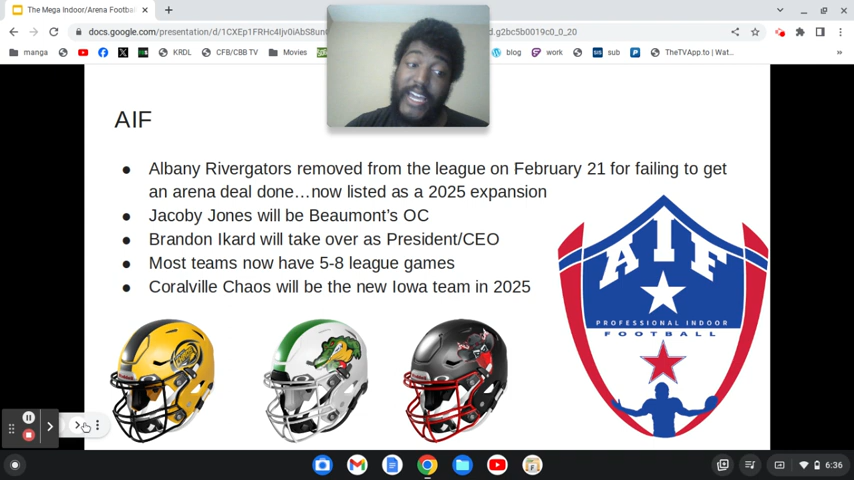 The Mega Indoor/Arena Footba
docs.google.com/presentation/d/1CXEp1FRHc4Ijv0iAbS8un
d.g2bc5b0019c0_0_20
manga
KRDL
CFB/CBB TV
Movies
blog
work
SIS
sub
TheTVApp.to | Wat...
AIF
Albany Rivergators removed from the league on February 21 for failing to get
an arena deal done…now listed as a 2025 expansion
Jacoby Jones will be Beaumont's OC
Brandon Ikard will take over as President/CEO
Most teams now have 5-8 league games
Coralville Chaos will be the new Iowa team in 2025
AIF
PROFESSIONAL INDOOR
FOOTBALL
6:36